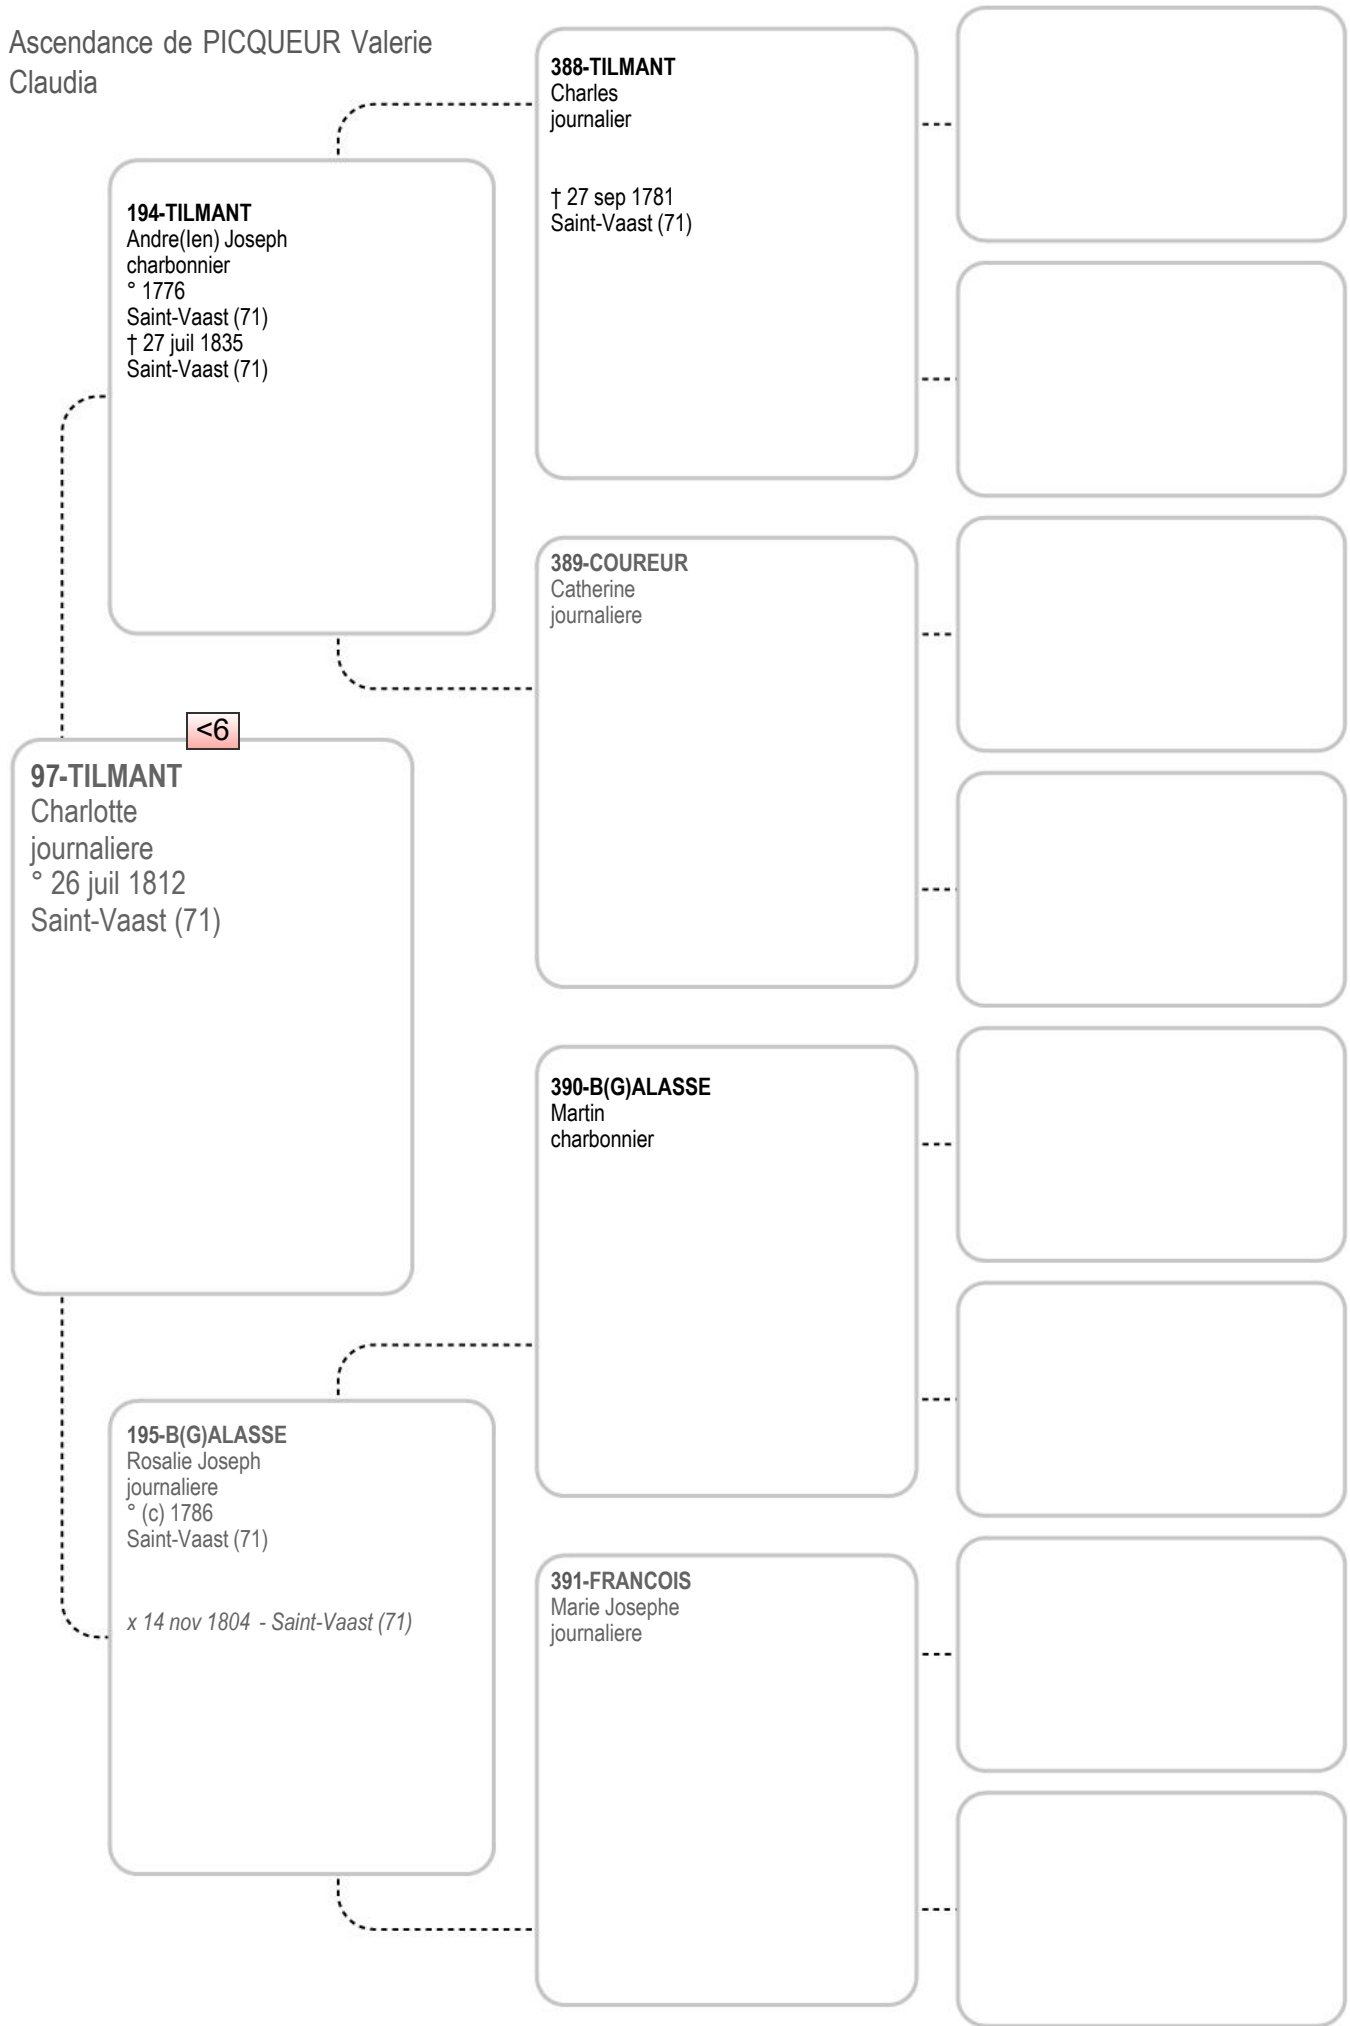 Ascendance de PICQUEUR Valerie
Claudia
388-TILMANT
Charles
journalier
† 27 sep 1781
Saint-Vaast (71)
194-TILMANT
Andre(Ien) Joseph
charbonnier
° 1776
Saint-Vaast (71)
† 27 juil 1835
Saint-Vaast (71)
389-COUREUR
Catherine
journaliere
<6
97-TILMANT
Charlotte
journaliere
° 26 juil 1812
Saint-Vaast (71)
390-B(G)ALASSE
Martin
charbonnier
195-B(G)ALASSE
Rosalie Joseph
journaliere
° (c) 1786
Saint-Vaast (71)
x 14 nov 1804 - Saint-Vaast (71)
391-FRANCOIS
Marie Josephe
journaliere